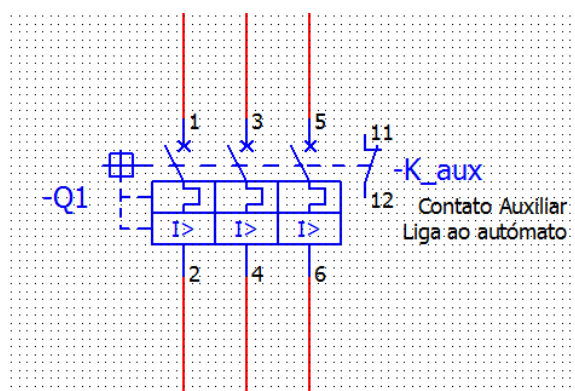 1 3 5
11
-K_aux
-Q1
12
Contato Auxiliar
Liga ao autómato
I> I> I>
2 4 6